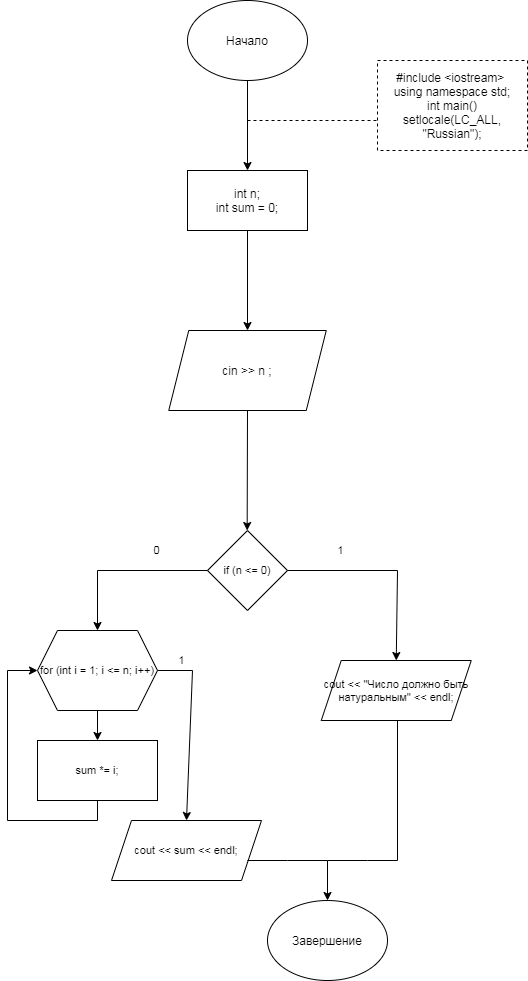 Начало
#include <iostream>
using namespace std;
int main()
setlocale(LC_ALL,
"Russian");
int n;
int sum = 0;
cin >> n ;
0
1
if (n <= 0)
for (int i = 1; i <= n; i++)
1
cout << "Число должно быть
натуральным" << endl;
sum *= i;
cout << sum << endl;
Завершение